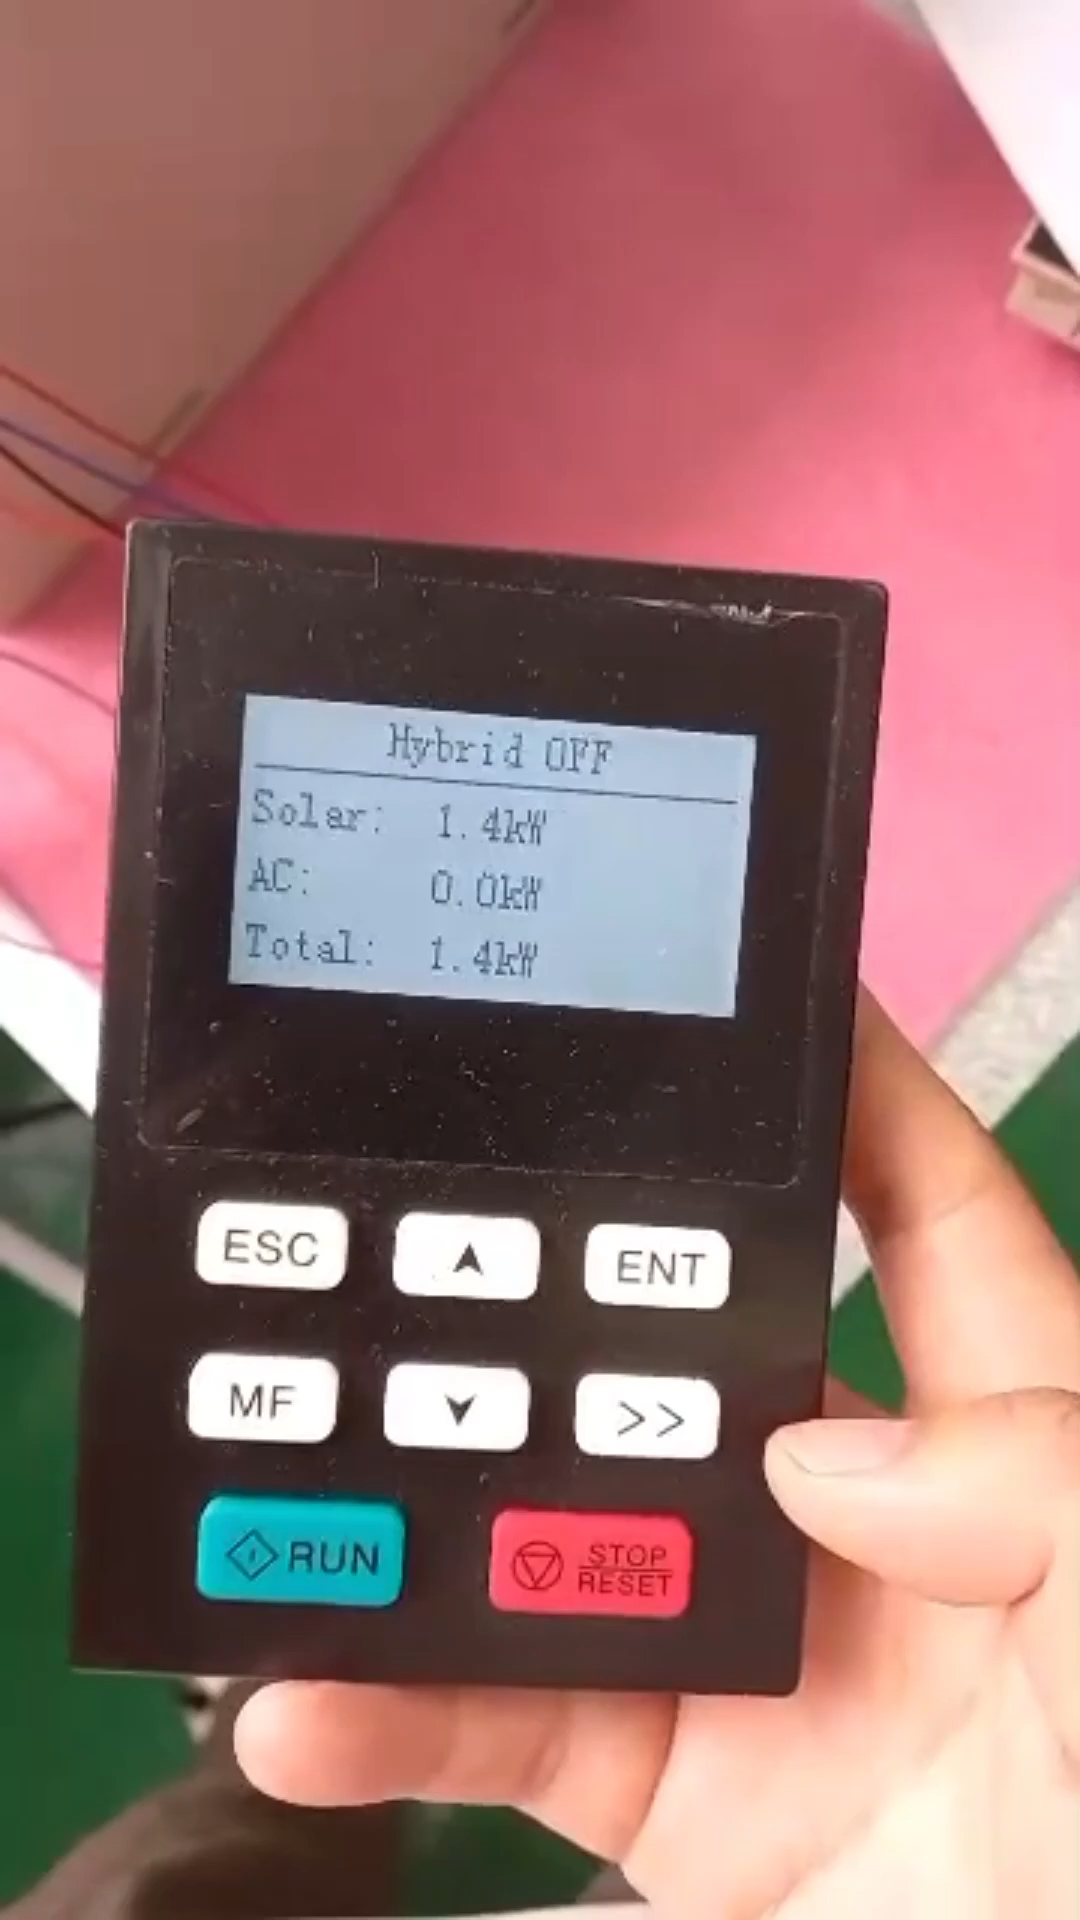 Hybrid OFF
Solar: 1.4kW
AC: 0.0kW
Total: 1.4kW
ESC
ENT
MF
>>
RUN
STOP
RESET